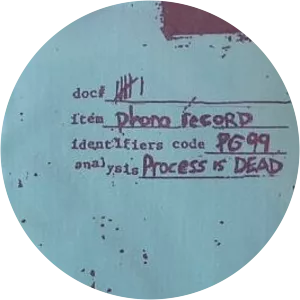 doc# 𝍸 I
item phono recORD
identifiers code PG99
analysis Process is DEAD